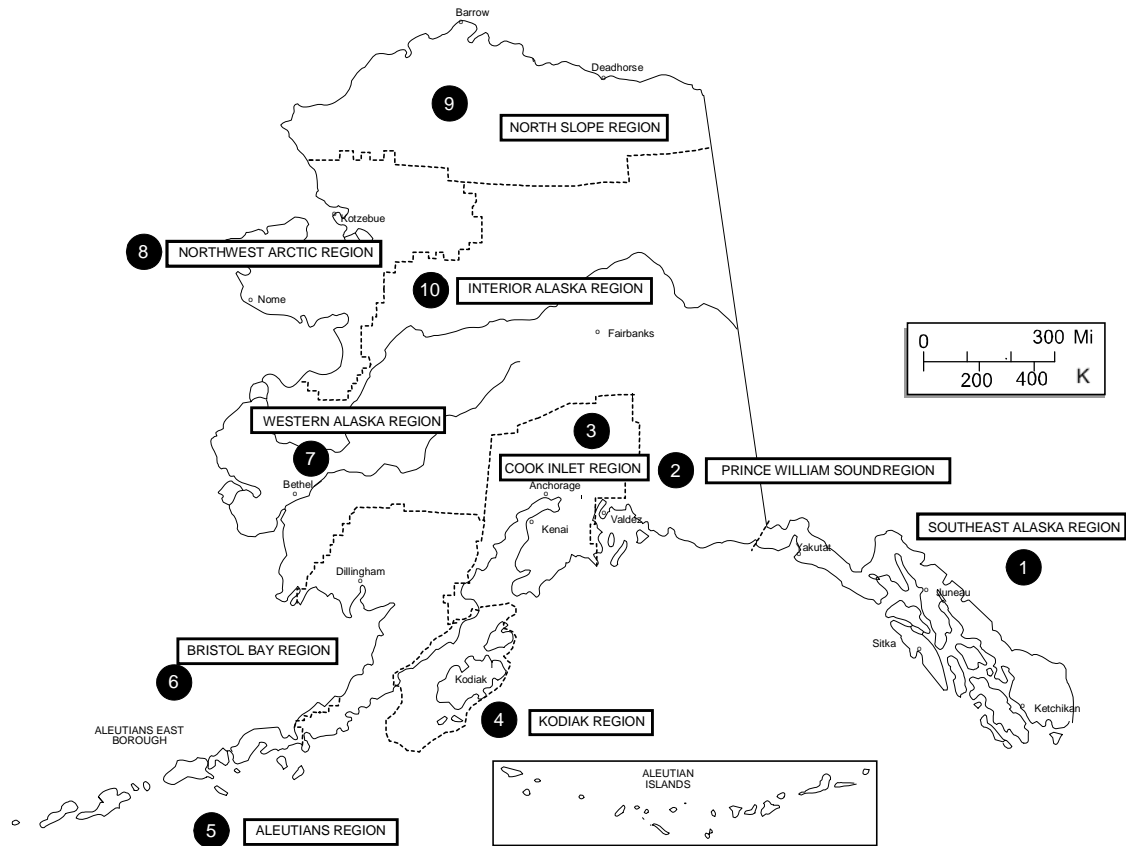 Barrow
Deadhorse
9
NORTH SLOPE REGION
Kotzebue
8
NORTHWEST ARCTIC REGION
10
INTERIOR ALASKA REGION
Nome
Fairbanks
0 300 Mi
200 400 K
WESTERN ALASKA REGION
3
7
COOK INLET REGION
2
PRINCE WILLIAM SOUNDREGION
Bethel
Anchorage
Valdez
Kenai
SOUTHEAST ALASKA REGION
Yakutat
1
Dillingham
Juneau
Sitka
BRISTOL BAY REGION
6
Kodiak
Ketchikan
4
KODIAK REGION
ALEUTIANS EAST
BOROUGH
ALEUTIAN
ISLANDS
5
ALEUTIANS REGION